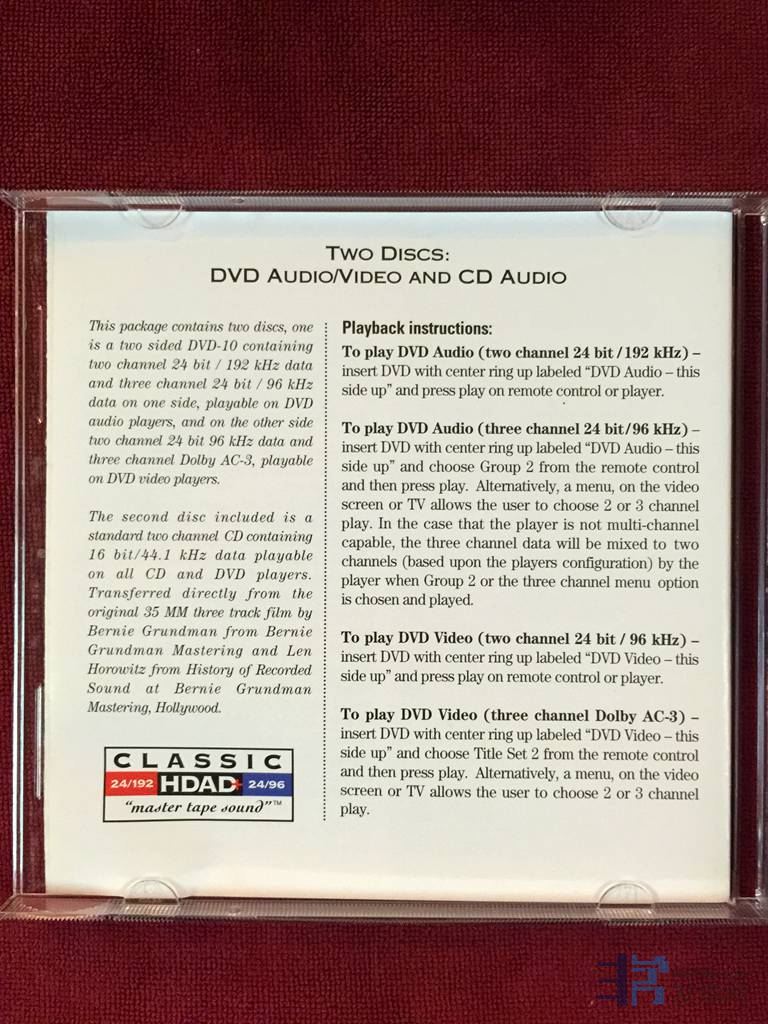 TWO DISCS:
DVD AUDIO/VIDEO AND CD AUDIO
This package contains two discs, one
is a two sided DVD-10 containing
two channel 24 bit / 192 kHz data
and three channel 24 bit / 96 kHz
data on one side, playable on DVD
audio players, and on the other side
two channel 24 bit 96 kHz data and
three channel Dolby AC-3, playable
on DVD video players.
The second disc included is a
standard two channel CD containing
16 bit/44.1 kHz data playable
on all CD and DVD players.
Transferred directly from the
original 35 MM three track film by
Bernie Grundman from Bernie
Grundman Mastering and Len
Horowitz from History of Recorded
Sound at Bernie Grundman
Mastering, Hollywood.
CLASSIC
24/192 HDAD+ 24/96
"master tape sound"™
Playback instructions:
To play DVD Audio (two channel 24 bit / 192 kHz) –
insert DVD with center ring up labeled "DVD Audio – this
side up" and press play on remote control or player.
To play DVD Audio (three channel 24 bit/96 kHz) –
insert DVD with center ring up labeled "DVD Audio – this
side up" and choose Group 2 from the remote control
and then press play. Alternatively, a menu, on the video
screen or TV allows the user to choose 2 or 3 channel
play. In the case that the player is not multi-channel
capable, the three channel data will be mixed to two
channels (based upon the players configuration) by the
player when Group 2 or the three channel menu option
is chosen and played.
To play DVD Video (two channel 24 bit / 96 kHz) –
insert DVD with center ring up labeled "DVD Video – this
side up" and press play on remote control or player.
To play DVD Video (three channel Dolby AC-3) –
insert DVD with center ring up labeled "DVD Video – this
side up" and choose Title Set 2 from the remote control
and then press play. Alternatively, a menu, on the video
screen or TV allows the user to choose 2 or 3 channel
play.